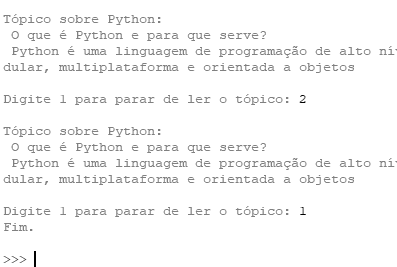 Tópico sobre Python:
O que é Python e para que serve?
Python é uma linguagem de programação de alto ní
dular, multiplataforma e orientada a objetos
Digite 1 para parar de ler o tópico: 2
Tópico sobre Python:
O que é Python e para que serve?
Python é uma linguagem de programação de alto ní
dular, multiplataforma e orientada a objetos
Digite 1 para parar de ler o tópico: 1
Fim.
>>>